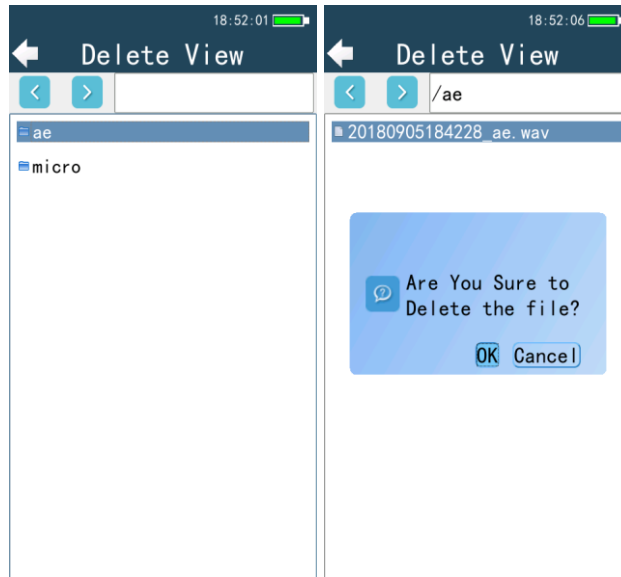 18:52:01
Delete View
ae
micro
18:52:06
Delete View
/ae
20180905184228_ae.wav
Are You Sure to
Delete the file?
OK Cancel